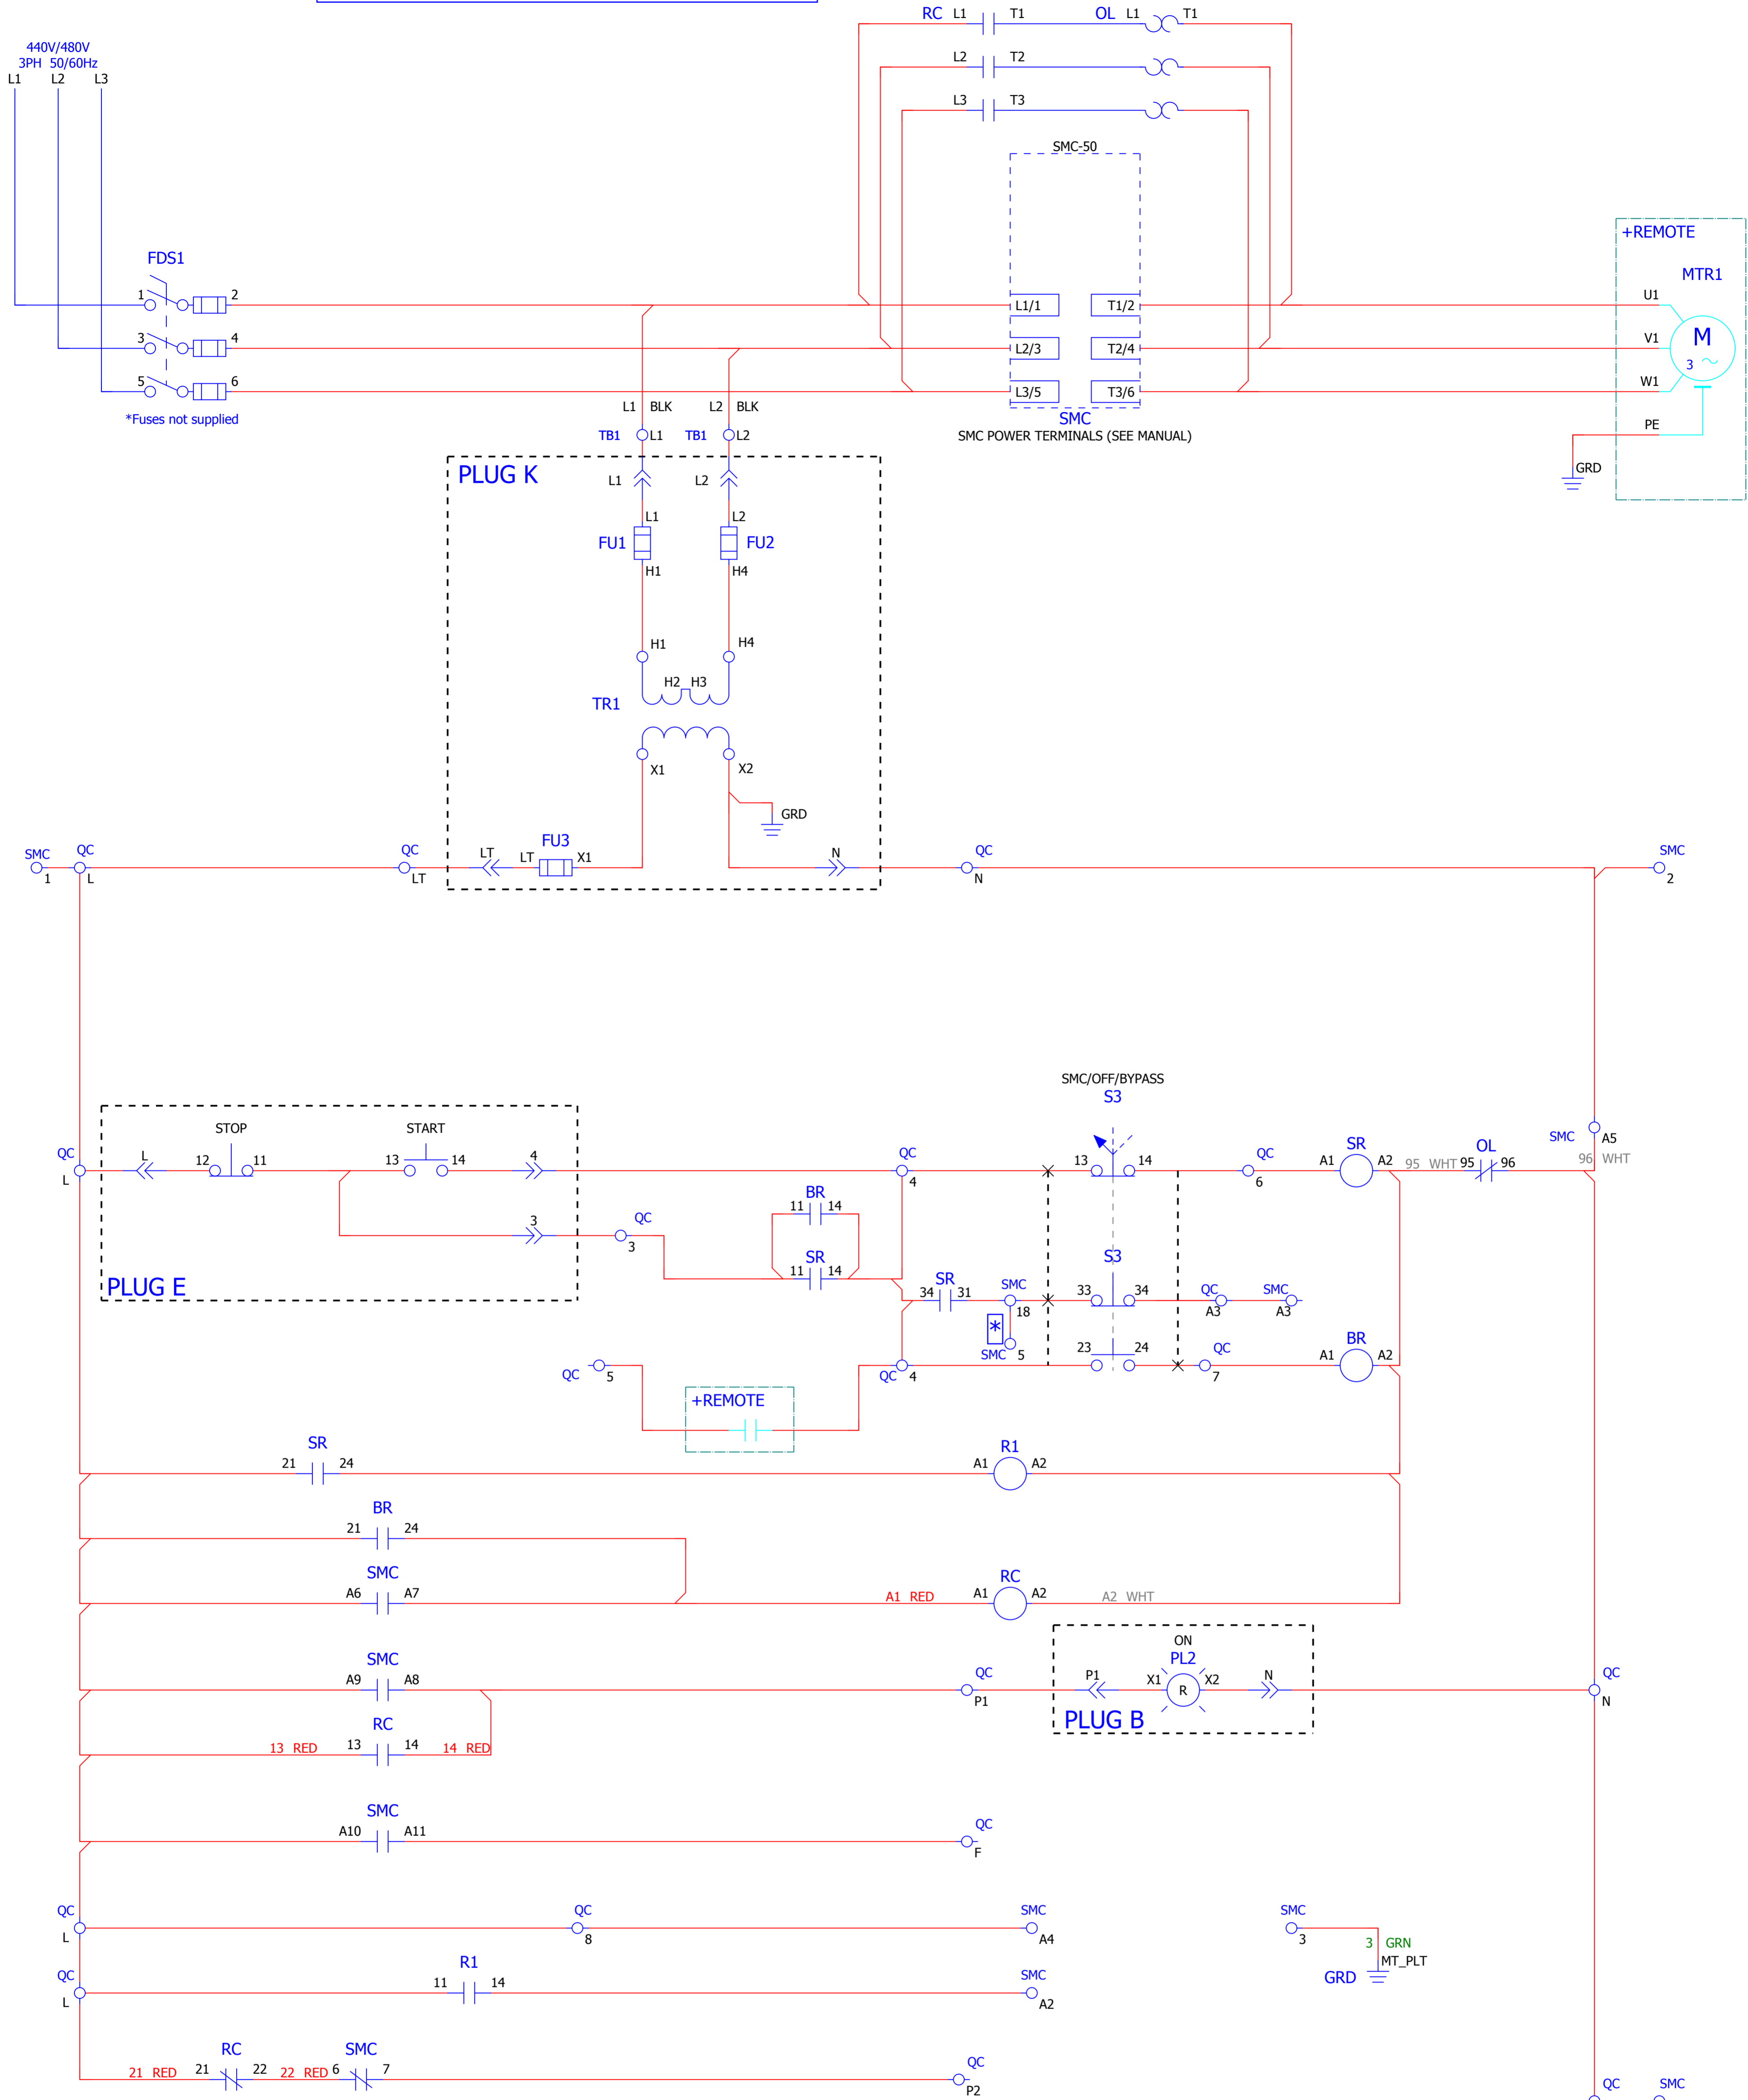 RC L1 T1 OL L1 T1
440V/480V
3PH 50/60Hz
L1 L2 L3
L2 T2
L3 T3
SMC-50
+REMOTE
FDS1
MTR1
1 2 L1/1 T1/2 U1
3 4 L2/3 T2/4 V1 M
3
5 6 L3/5 T3/6 W1
*Fuses not supplied
L1 BLK L2 BLK
SMC
PE
TB1 L1 TB1 L2
SMC POWER TERMINALS (SEE MANUAL)
GRD
PLUG K
L1 L2
L1 L2
FU1 FU2
H1 H4
H1 H4
H2 H3
TR1
X1 X2
GRD
FU3
SMC QC QC LT LT X1 N QC SMC
1 L LT N 2
SMC/OFF/BYPASS
S3
STOP START
SMC A5
QC L 12 11 13 14 4 QC 13 14 QC A1 SR A2 95 WHT 95 OL 96 96 WHT
L 4 6
BR
11 14
3 QC
3
SR
11 14
S3
PLUG E
SR
34 31 SMC 33 34 QC SMC
18 A3 A3
*
SMC 5
23 24 QC A1 BR A2
QC 5 QC 4 7
+REMOTE
SR
21 24
R1
A1 A2
BR
21 24
SMC
A6 A7
RC
A1 RED A1 A2 A2 WHT
ON
SMC
A9 A8
QC
P1
P1 X1 PL2 X2 N
R
QC
N
PLUG B
RC
13 RED 13 14 14 RED
SMC
A10 A11
QC
F
QC QC SMC SMC
L 8 A4 3
3 GRN
MT_PLT
GRD
QC R1 SMC
L 11 14 A2
RC SMC
21 RED 21 22 22 RED 6 7 QC
P2
QC SMC